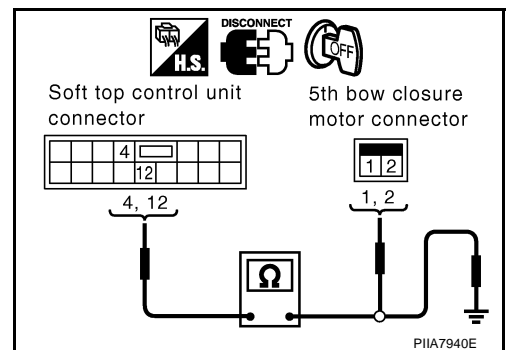 DISCONNECT
H.S.
OFF
Soft top control unit
connector
5th bow closure
motor connector
4
12
1 2
4, 12
1, 2
Ω
PIIA7940E